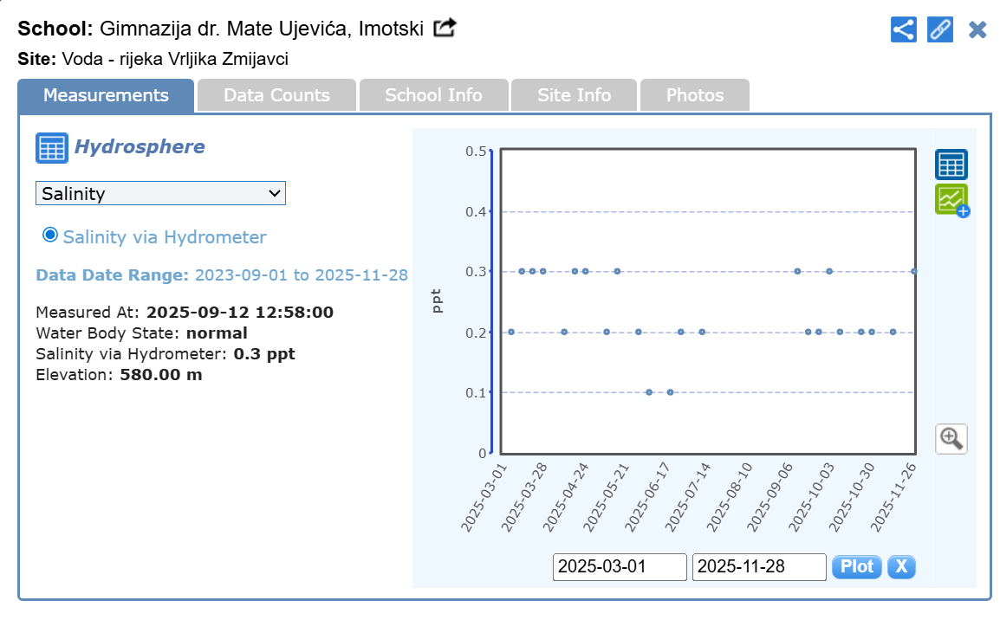 School: Gimnazija dr. Mate Ujevića, Imotski
Site: Voda - rijeka Vrljika Zmijavci
Measurements
Data Counts
School Info
Site Info
Photos
Hydrosphere
Salinity
Salinity via Hydrometer
Data Date Range: 2023-09-01 to 2025-11-28
Measured At: 2025-09-12 12:58:00
Water Body State: normal
Salinity via Hydrometer: 0.3 ppt
Elevation: 580.00 m
ppt
0.5
0.4
0.3
0.2
0.1
0
2025-03-01
2025-03-28
2025-04-24
2025-05-21
2025-06-17
2025-07-14
2025-08-10
2025-09-06
2025-10-03
2025-10-30
2025-11-26
2025-03-01
2025-11-28
Plot
X